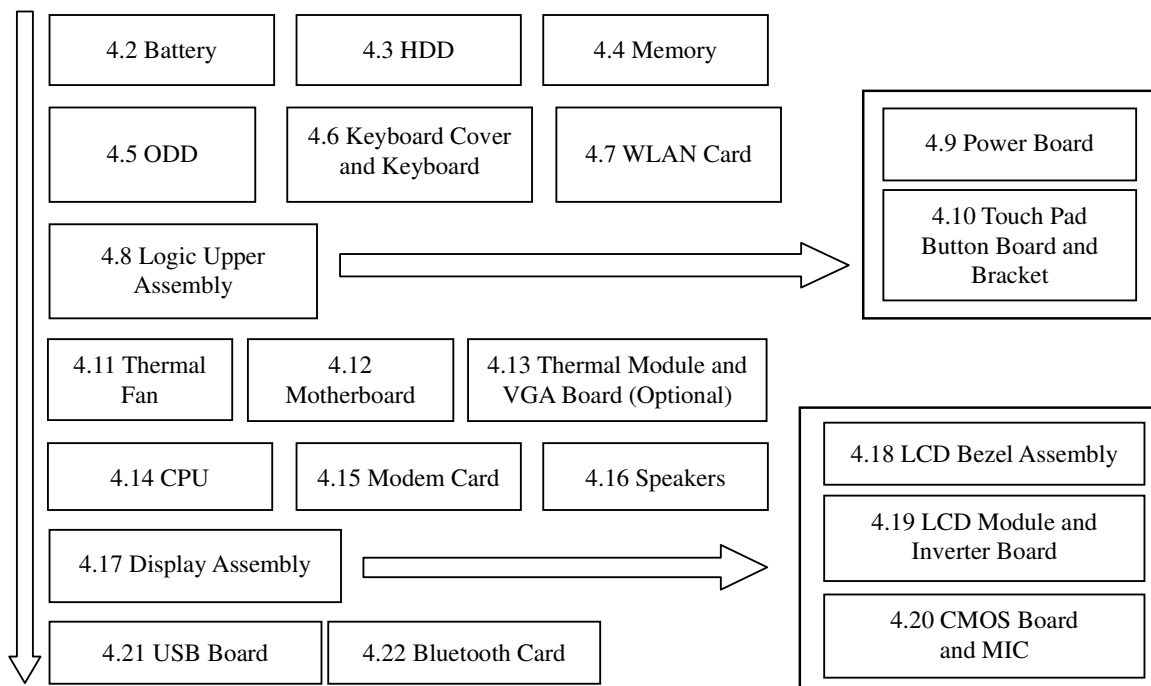 4.2 Battery
4.3 HDD
4.4 Memory
4.5 ODD
4.6 Keyboard Cover
and Keyboard
4.7 WLAN Card
4.8 Logic Upper
Assembly
4.9 Power Board
4.10 Touch Pad
Button Board and
Bracket
4.11 Thermal
Fan
4.12
Motherboard
4.13 Thermal Module and
VGA Board (Optional)
4.14 CPU
4.15 Modem Card
4.16 Speakers
4.17 Display Assembly
4.18 LCD Bezel Assembly
4.19 LCD Module and
Inverter Board
4.20 CMOS Board
and MIC
4.21 USB Board
4.22 Bluetooth Card